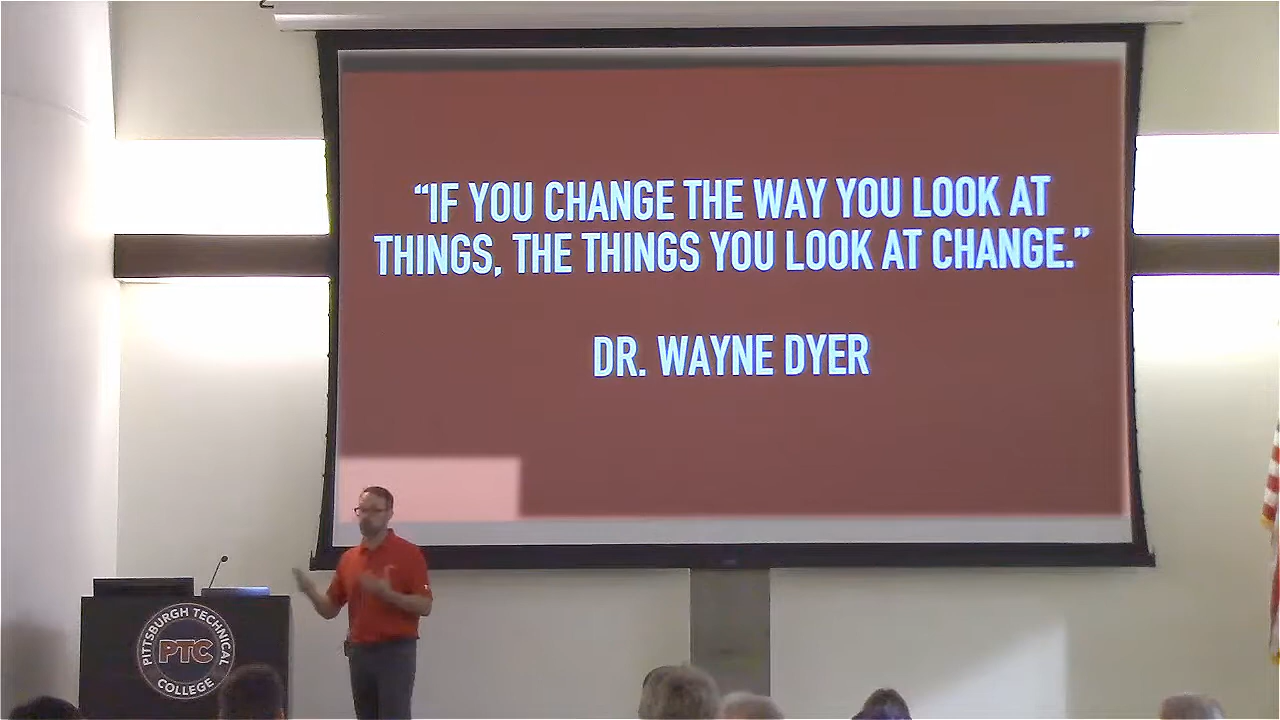 “IF YOU CHANGE THE WAY YOU LOOK AT
THINGS, THE THINGS YOU LOOK AT CHANGE.”
DR. WAYNE DYER
PITTSBURGH TECHNICAL
PTC
COLLEGE